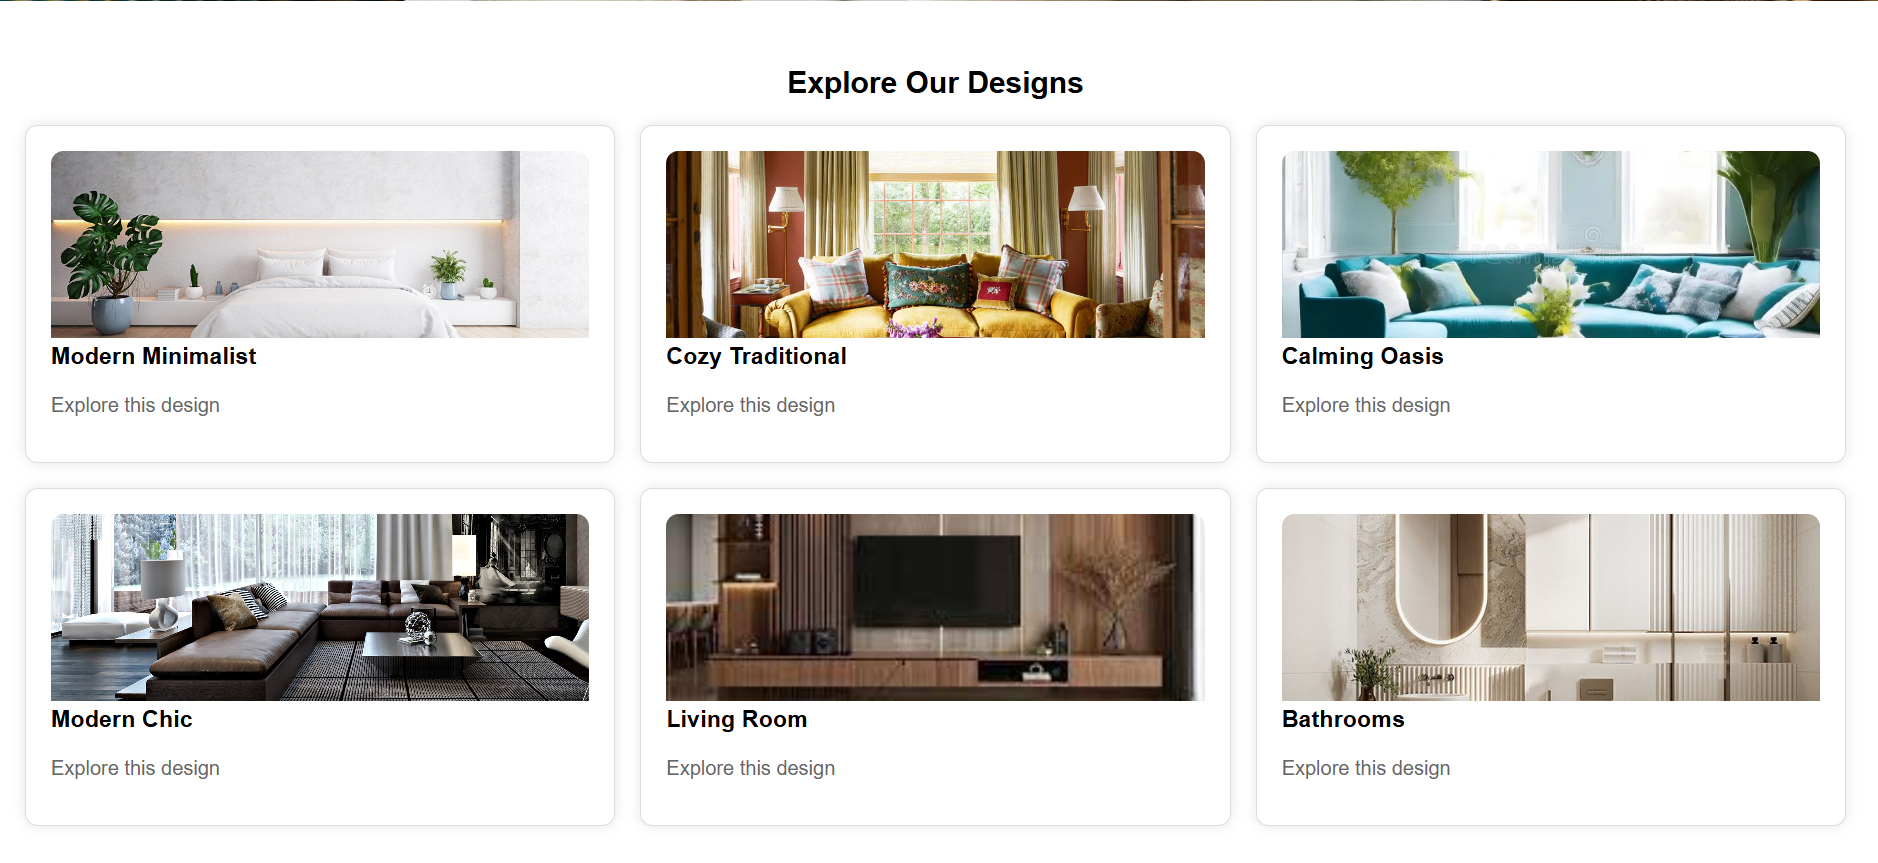 Explore Our Designs
Modern Minimalist
Explore this design
Cozy Traditional
Explore this design
Calming Oasis
Explore this design
Modern Chic
Explore this design
Living Room
Explore this design
Bathrooms
Explore this design